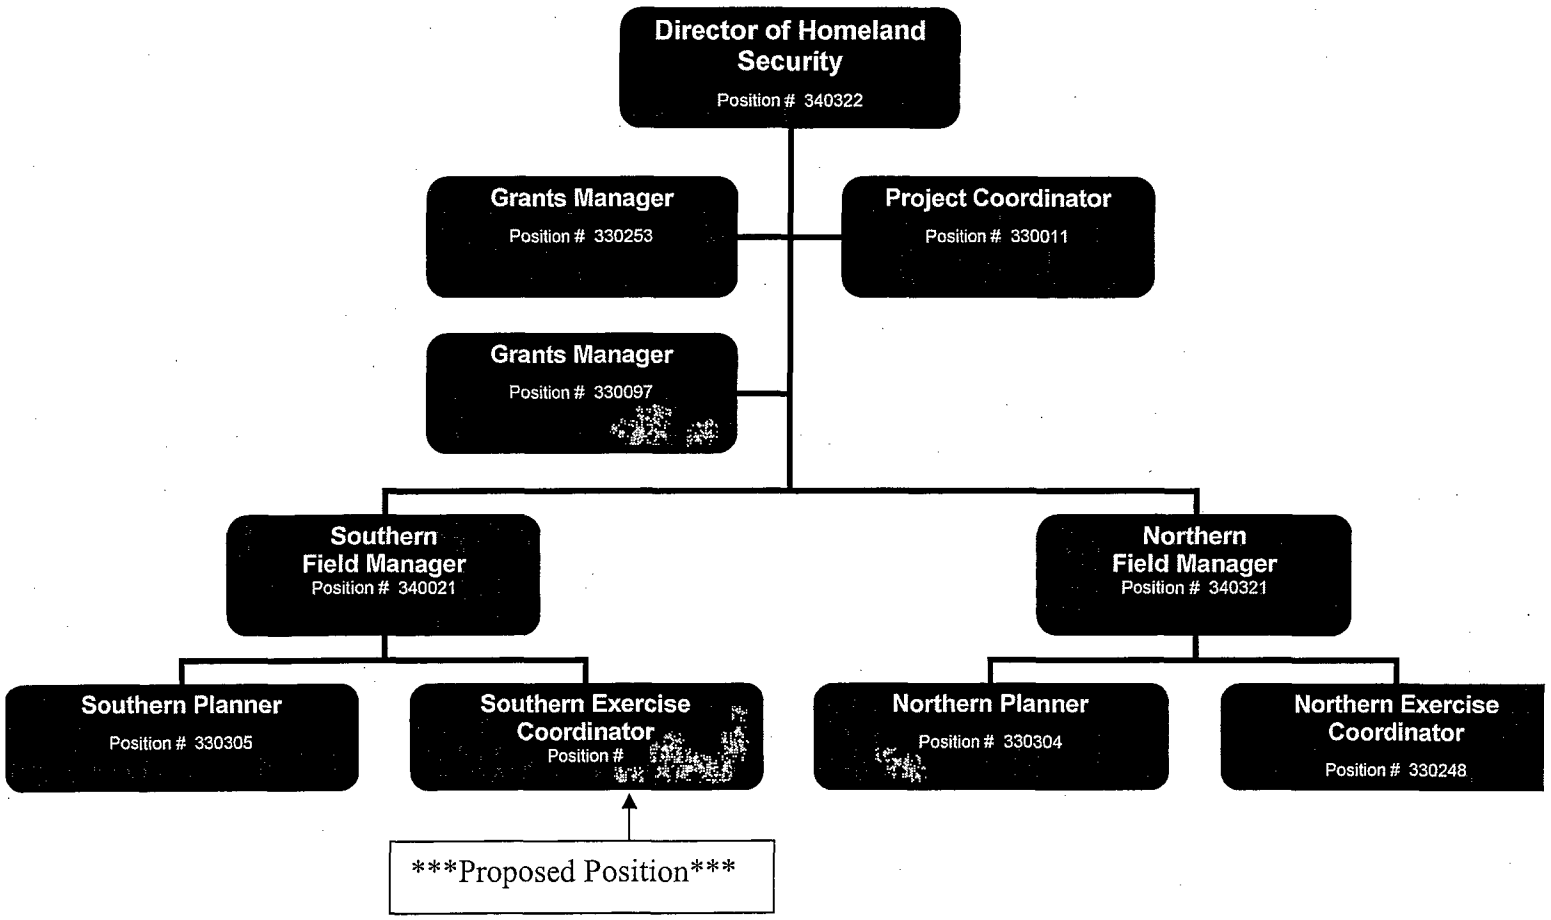 Director of Homeland
Security
Position # 340322
Grants Manager
Position # 330253
Project Coordinator
Position # 330011
Grants Manager
Position # 330097
Southern
Field Manager
Position # 340021
Northern
Field Manager
Position # 340321
Southern Planner
Position # 330305
Southern Exercise
Coordinator
Position #
Northern Planner
Position # 330304
Northern Exercise
Coordinator
Position # 330248
***Proposed Position***